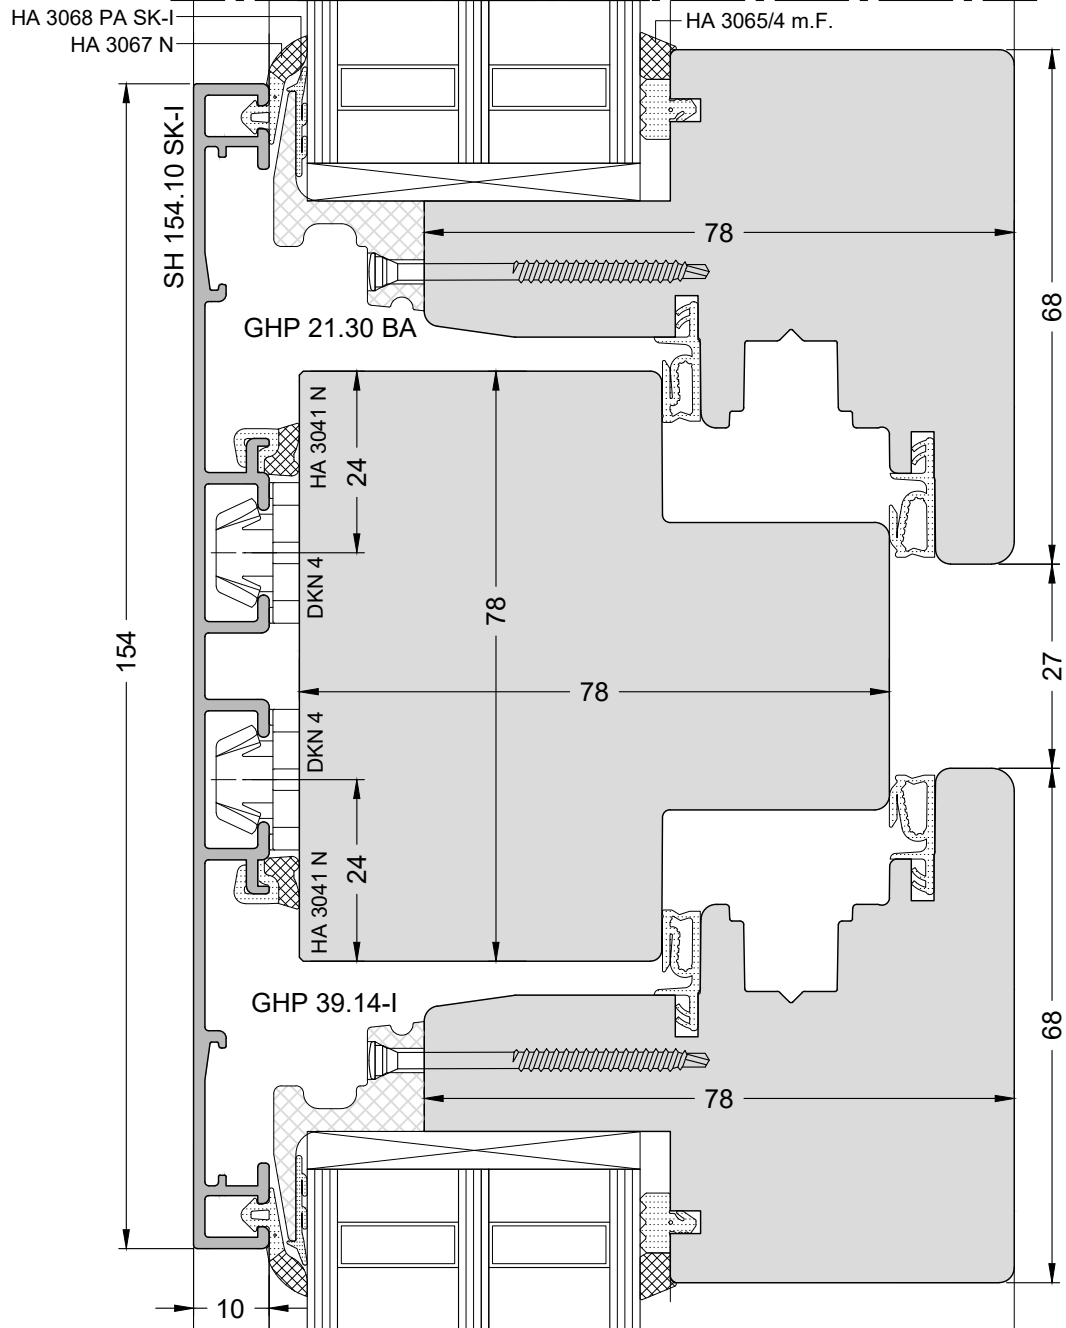 HA 3068 PA SK-I
HA 3067 N
HA 3065/4 m.F.
SH 154.10 SK-I
78
68
GHP 21.30 BA
HA 3041 N
24
DKN 4
78
154
78
27
DKN 4
24
HA 3041 N
GHP 39.14-I
68
78
10